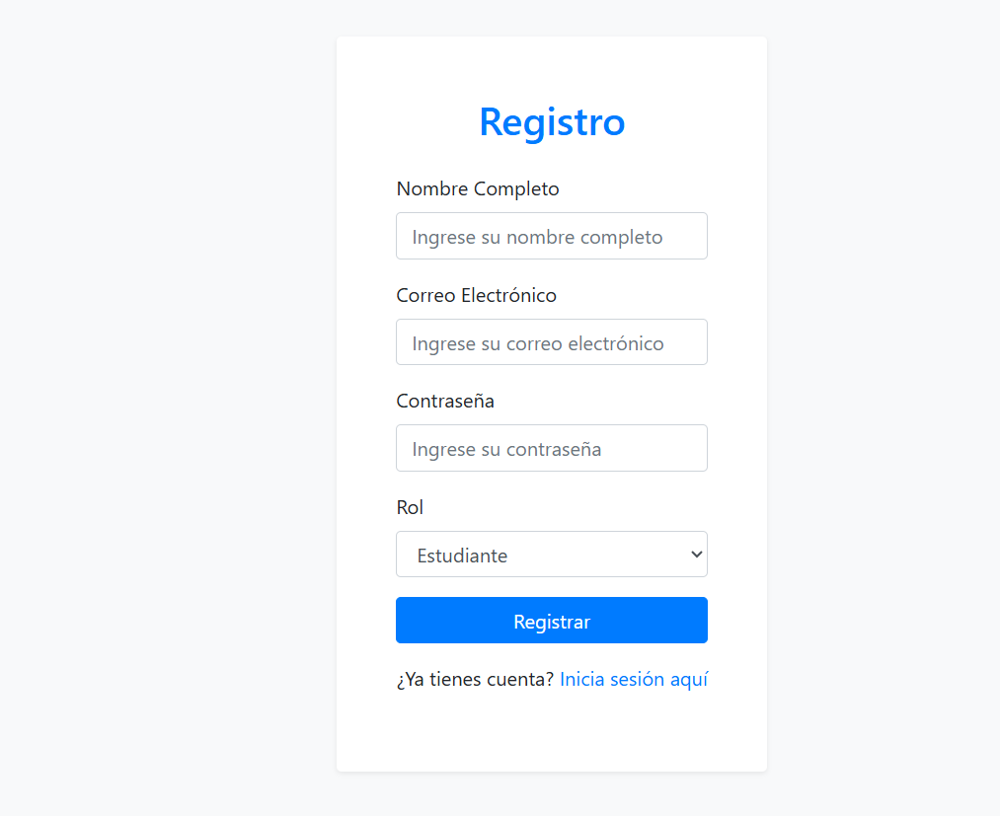 Registro
Nombre Completo
Ingrese su nombre completo
Correo Electrónico
Ingrese su correo electrónico
Contraseña
Ingrese su contraseña
Rol
Estudiante
Registrar
¿Ya tienes cuenta? Inicia sesión aquí